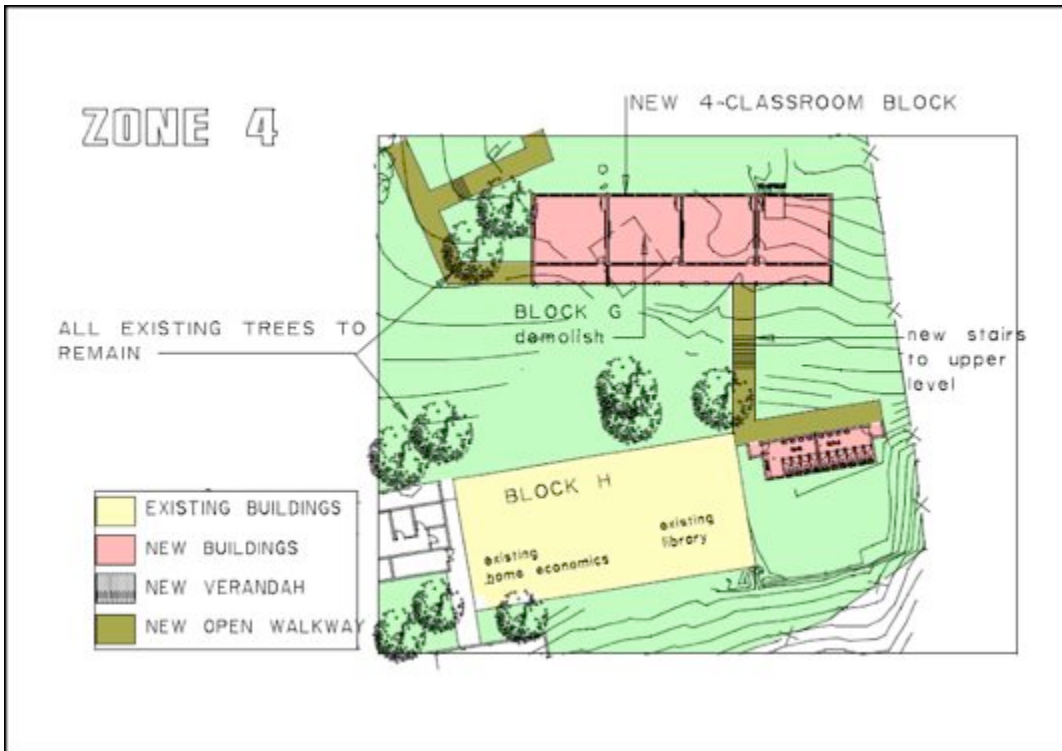 ZONE 4
NEW 4-CLASSROOM BLOCK
ALL EXISTING TREES TO
REMAIN
BLOCK G
demolish
new stairs
to upper
level
BLOCK H
existing
library
existing
home economics
EXISTING BUILDINGS
NEW BUILDINGS
NEW VERANDAH
NEW OPEN WALKWAY